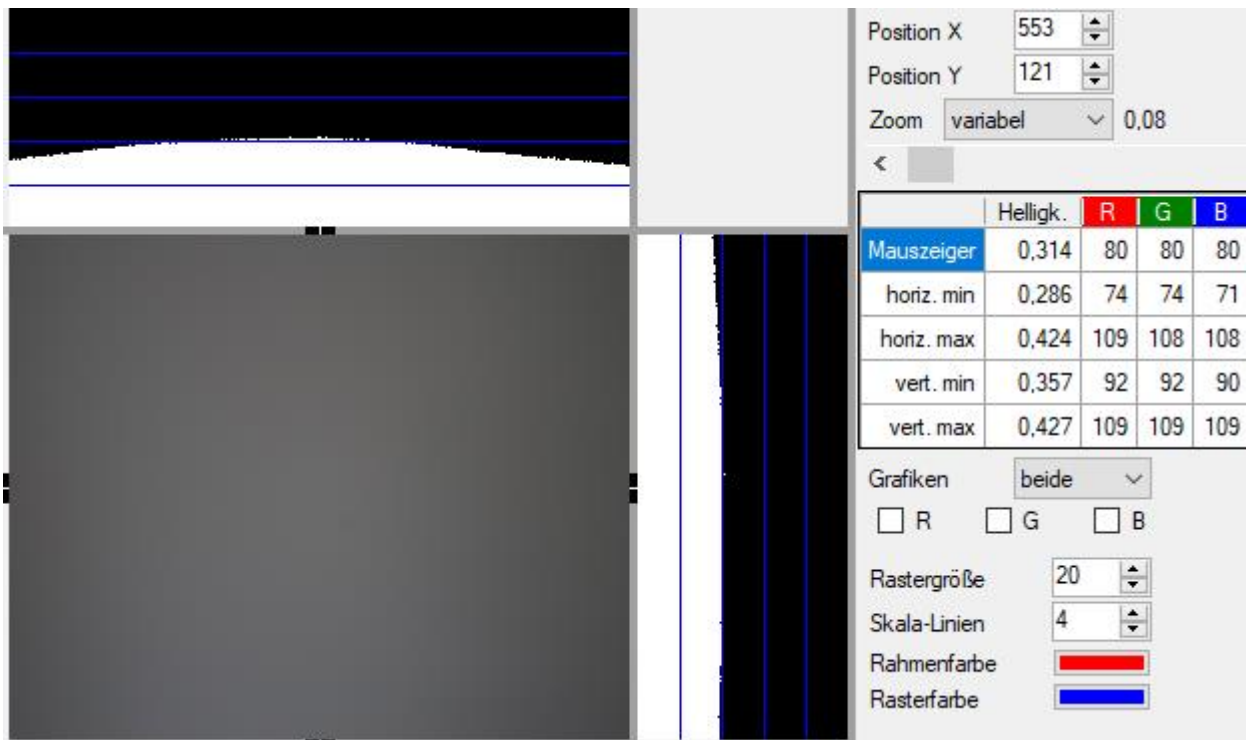 Position X 553
Position Y 121
Zoom variabel 0,08
Helligk. R G B
Mauszeiger 0,314 80 80 80
horiz. min 0,286 74 74 71
horiz. max 0,424 109 108 108
vert. min 0,357 92 92 90
vert. max 0,427 109 109 109
Grafiken beide
R G B
Rastergröße 20
Skala-Linien 4
Rahmenfarbe
Rasterfarbe